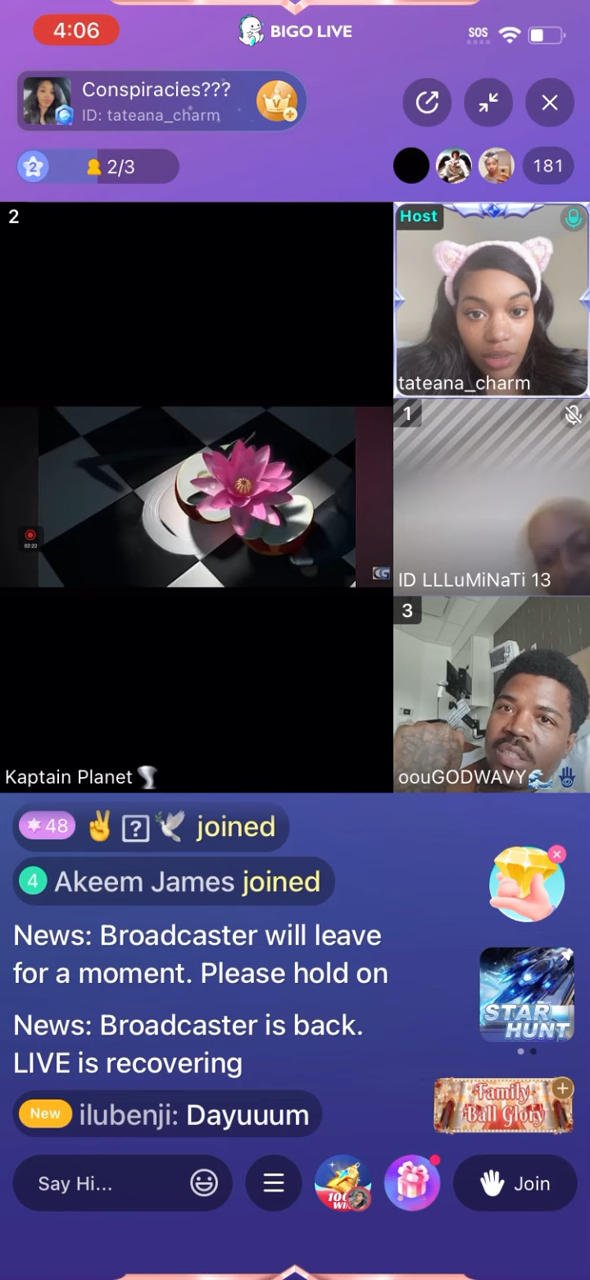 4:06
BIGO LIVE
SOS
Conspiracies???
ID: tateana_charm
V
2
2/3
181
2
Host
tateana_charm
1
ID LLLuMiNaTi 13
3
Kaptain Planet
oouGODWAVY
48 joined
4 Akeem James joined
News: Broadcaster will leave
for a moment. Please hold on
STAR
HUNT
News: Broadcaster is back.
LIVE is recovering
Family
Ball Glory
New ilubenji: Dayuuum
Say Hi...
Join